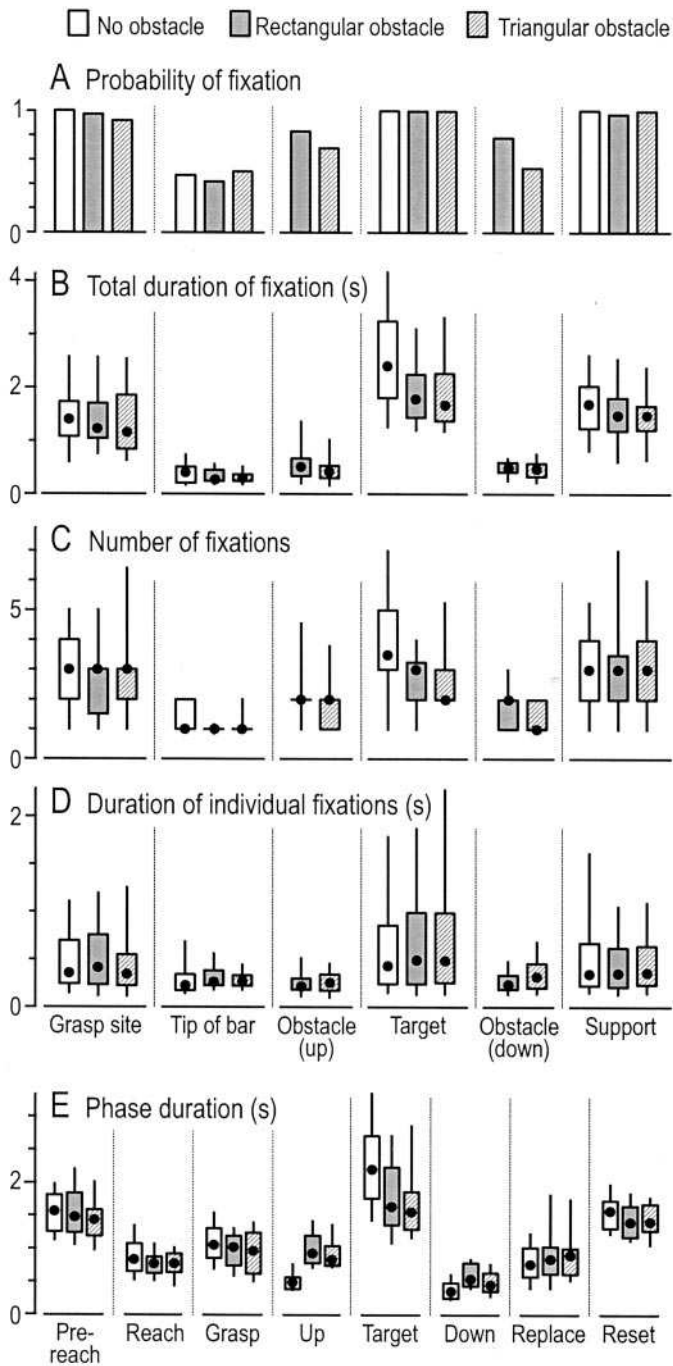 No obstacle Rectangular obstacle Triangular obstacle
A Probability of fixation
1
0
B Total duration of fixation (s)
4
2
0
C Number of fixations
5
0
D Duration of individual fixations (s)
2
0
Grasp site Tip of bar Obstacle (up) Target Obstacle (down) Support
E Phase duration (s)
2
0
Pre-reach Reach Grasp Up Target Down Replace Reset